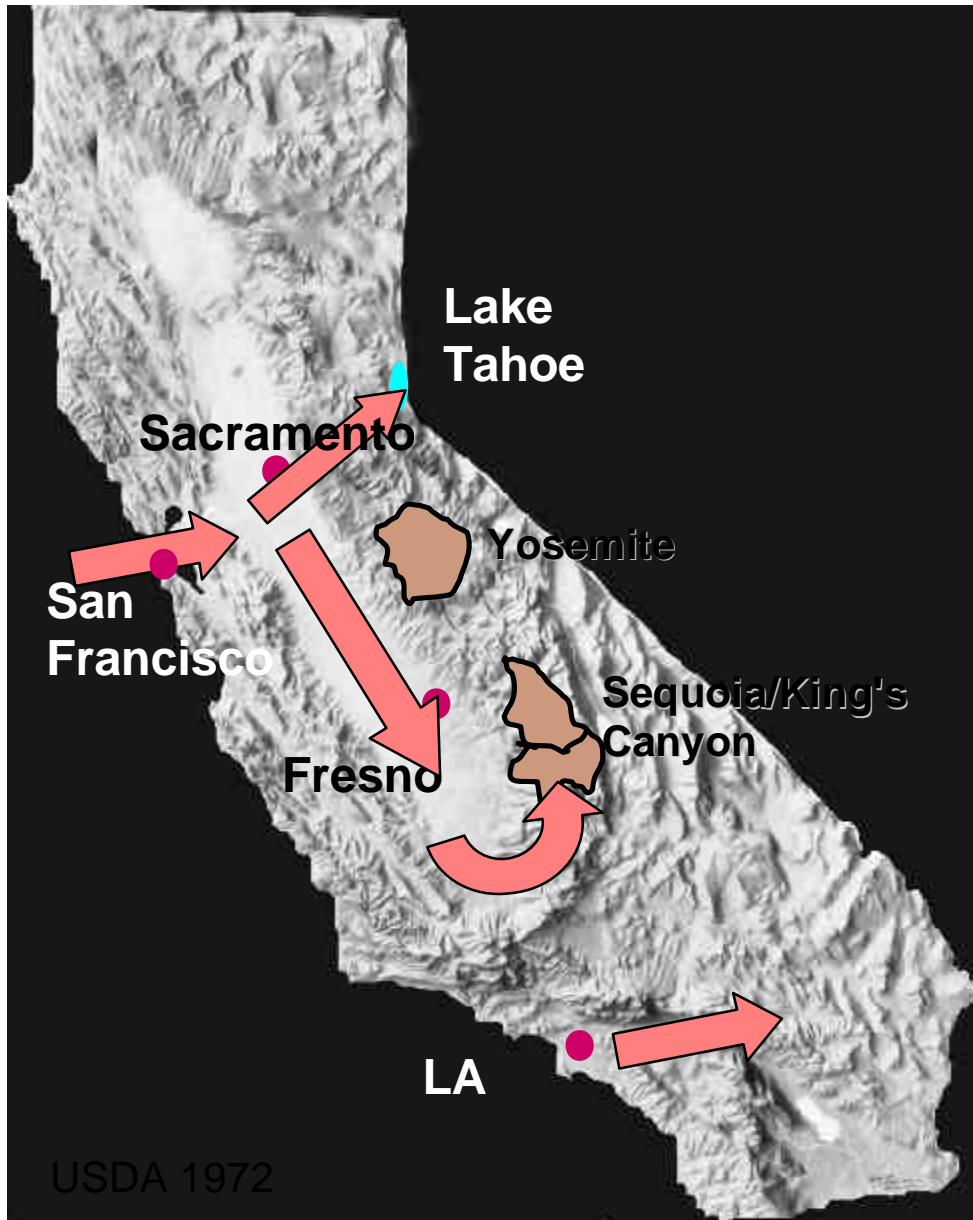 Lake
Tahoe
Sacramento
Yosemite
San
Francisco
Sequoia/King's
Canyon
Fresno
LA
USDA 1972